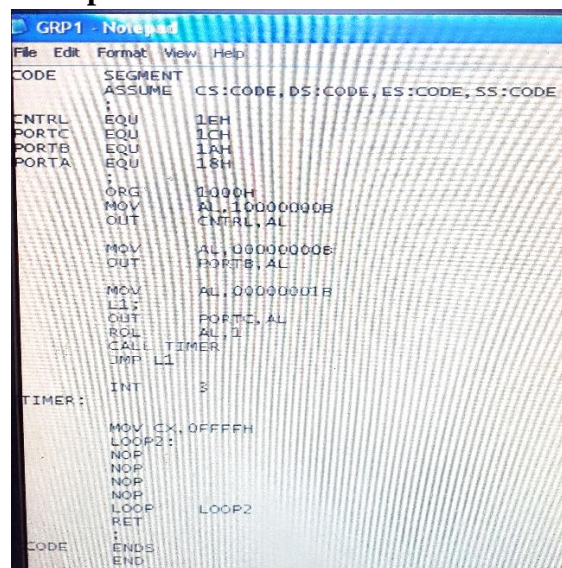 GRP1 - Notepad
File Edit Format View Help
CODE SEGMENT
ASSUME CS:CODE,DS:CODE,ES:CODE,SS:CODE
;
CNTRL EQU 1EH
PORTC EQU 1CH
PORTB EQU 1AH
PORTA EQU 18H
;
ORG 1000H
MOV AL,10000000B
OUT CNTRL,AL
MOV AL,00000000B
OUT PORTB,AL
MOV AL,00000001B
L1:
OUT PORTC,AL
ROL AL,1
CALL TIMER
JMP L1
INT 3
TIMER:
MOV CX,0FFFFH
LOOP2:
NOP
NOP
NOP
NOP
LOOP LOOP2
RET
;
CODE ENDS
END